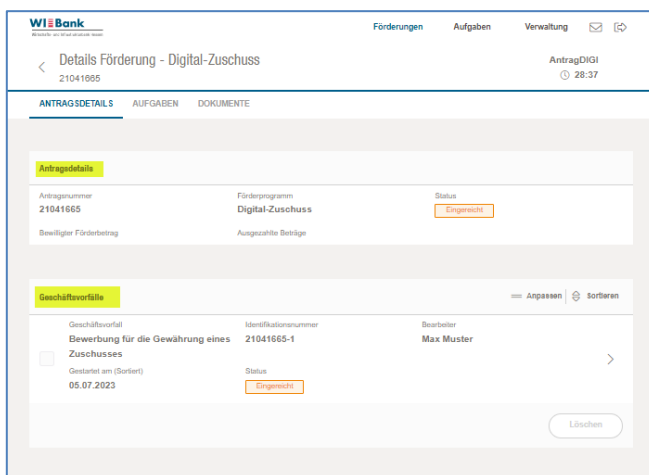 WIBank
Förderungen Aufgaben Verwaltung
Details Förderung - Digital-Zuschuss
21041665
AntragDIGI
28:37
ANTRAGSDETAILS AUFGABEN DOKUMENTE
Antragsdetails
Antragsnummer Förderprogramm Status
21041665 Digital-Zuschuss Eingereicht
Bewilligter Förderbetrag Ausgezahlte Beträge
Geschäftsvorfälle Anpassen Sortieren
Geschäftsvorfall Identifikationsnummer Bearbeiter
Bewerbung für die Gewährung eines 21041665-1 Max Muster
Zuschusses
Gestartet am (Sortiert) Status
05.07.2023 Eingereicht
Löschen